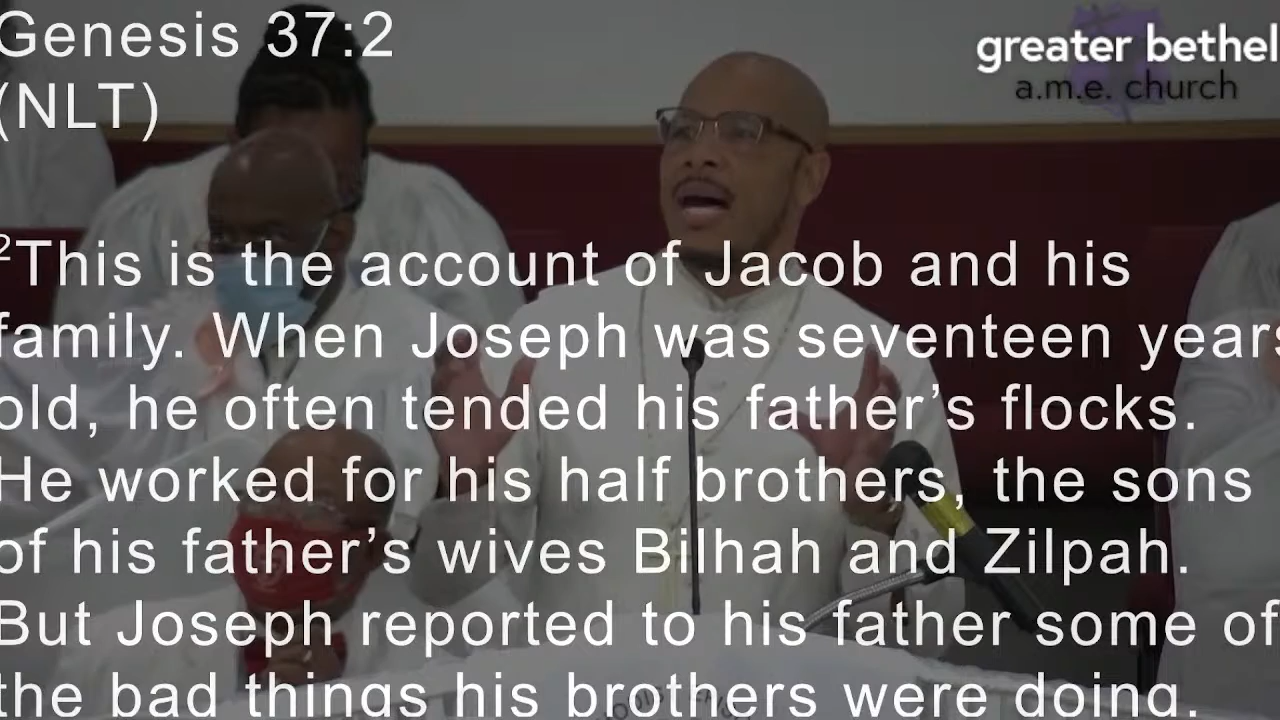 Genesis 37:2
(NLT)
greater bethel
a.m.e. church
2This is the account of Jacob and his
family. When Joseph was seventeen years
old, he often tended his father’s flocks.
He worked for his half brothers, the sons
of his father’s wives Bilhah and Zilpah.
But Joseph reported to his father some of
the bad things his brothers were doing.